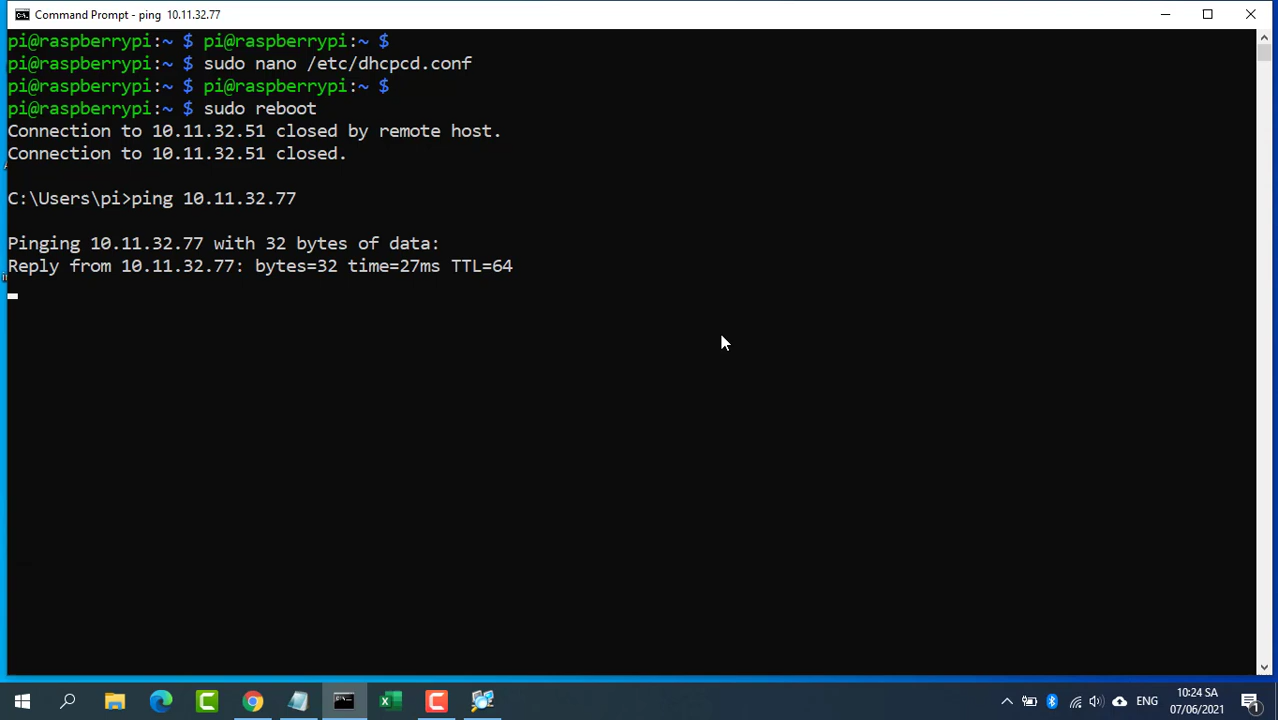 Command Prompt - ping 10.11.32.77
pi@raspberrypi:~ $ pi@raspberrypi:~ $
pi@raspberrypi:~ $ sudo nano /etc/dhcpcd.conf
pi@raspberrypi:~ $ pi@raspberrypi:~ $
pi@raspberrypi:~ $ sudo reboot
Connection to 10.11.32.51 closed by remote host.
Connection to 10.11.32.51 closed.
C:\Users\pi>ping 10.11.32.77
Pinging 10.11.32.77 with 32 bytes of data:
Reply from 10.11.32.77: bytes=32 time=27ms TTL=64
ENG
10:24 SA
07/06/2021
1